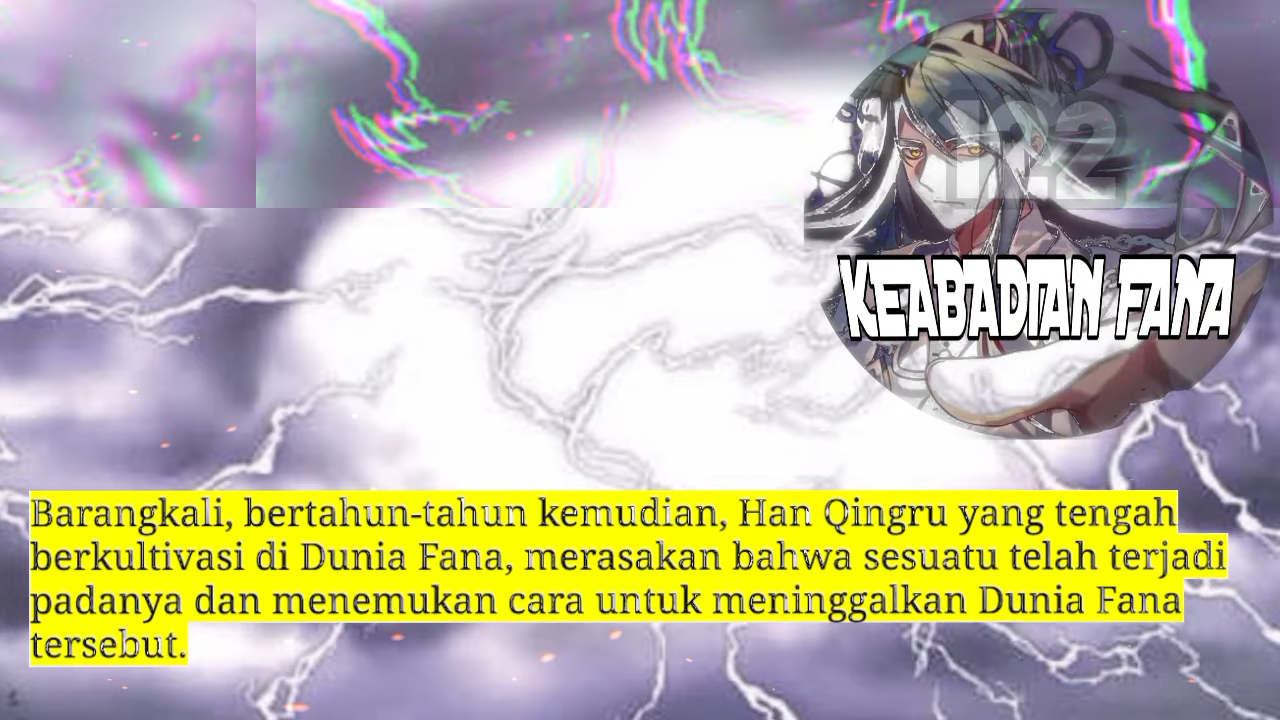 122
KEABADIAN FANA
Barangkali, bertahun-tahun kemudian, Han Qingru yang tengah
berkultivasi di Dunia Fana, merasakan bahwa sesuatu telah terjadi
padanya dan menemukan cara untuk meninggalkan Dunia Fana
tersebut.